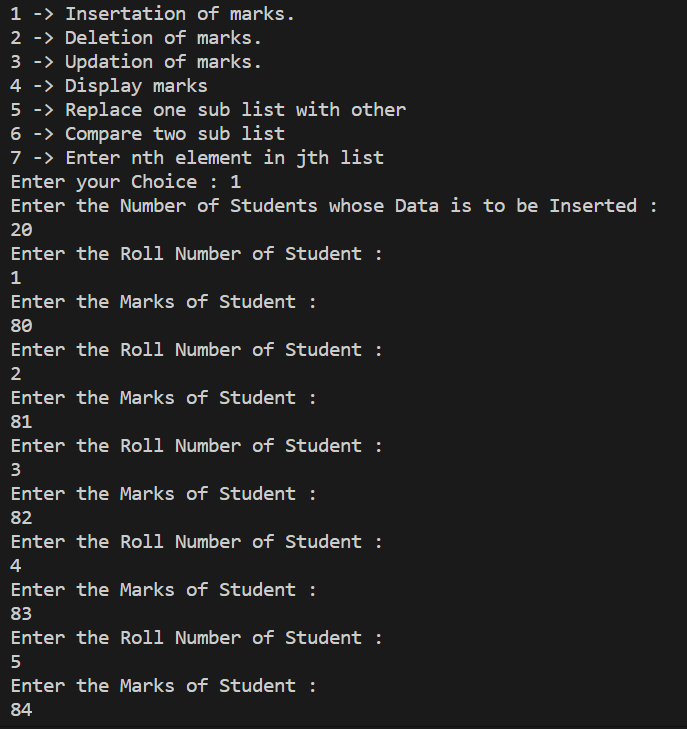 1 -> Insertation of marks.
2 -> Deletion of marks.
3 -> Updation of marks.
4 -> Display marks
5 -> Replace one sub list with other
6 -> Compare two sub list
7 -> Enter nth element in jth list
Enter your Choice : 1
Enter the Number of Students whose Data is to be Inserted :
20
Enter the Roll Number of Student :
1
Enter the Marks of Student :
80
Enter the Roll Number of Student :
2
Enter the Marks of Student :
81
Enter the Roll Number of Student :
3
Enter the Marks of Student :
82
Enter the Roll Number of Student :
4
Enter the Marks of Student :
83
Enter the Roll Number of Student :
5
Enter the Marks of Student :
84